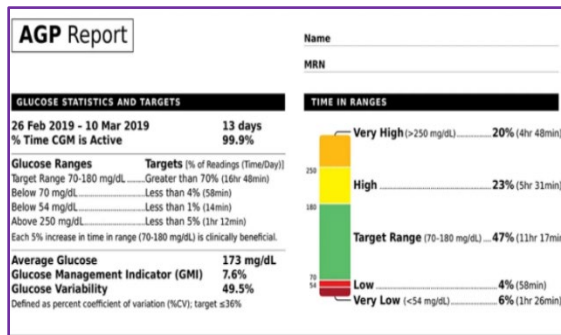 AGP Report
Name
MRN
GLUCOSE STATISTICS AND TARGETS
26 Feb 2019 – 10 Mar 2019 13 days
% Time CGM is Active 99.9%
Glucose Ranges Targets [% of Readings (Time/Day)]
Target Range 70-180 mg/dL Greater than 70% (16hr 48min)
Below 70 mg/dL Less than 4% (58min)
Below 54 mg/dL Less than 1% (14min)
Above 250 mg/dL Less than 5% (1hr 12min)
Each 5% increase in time in range (70-180 mg/dL) is clinically beneficial.
Average Glucose 173 mg/dL
Glucose Management Indicator (GMI) 7.6%
Glucose Variability 49.5%
Defined as percent coefficient of variation (%CV); target ≤36%
TIME IN RANGES
Very High (>250 mg/dL) 20% (4hr 48min)
250
High 23% (5hr 31min)
180
Target Range (70-180 mg/dL) 47% (11hr 17min
70
54
Low 4% (58min)
Very Low (<54 mg/dL) 6% (1hr 26min)